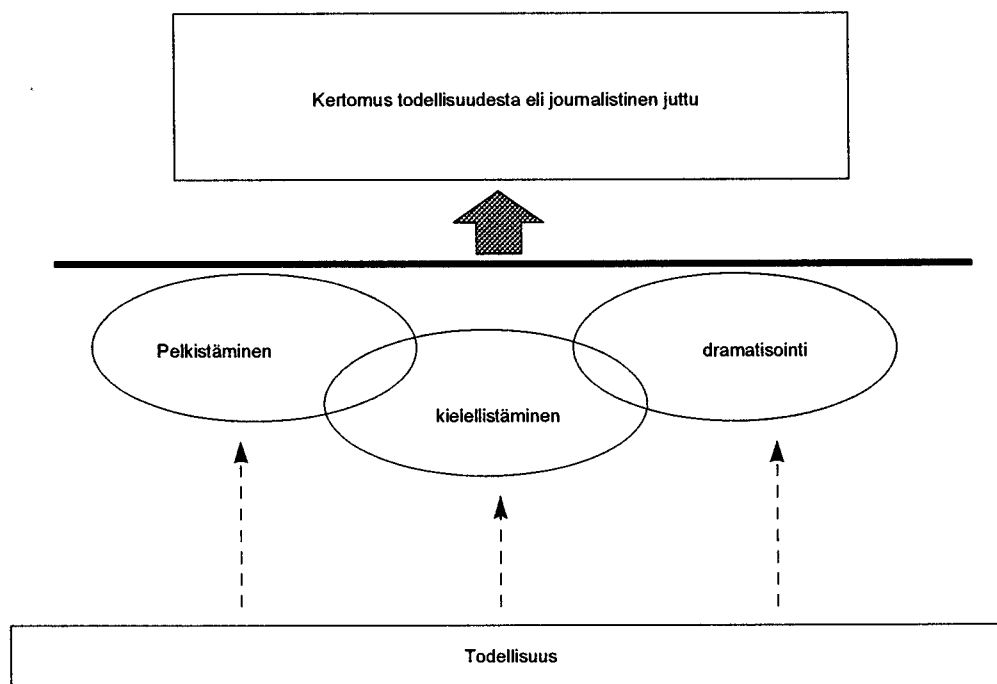 Kertomus todellisuudesta eli journalistinen juttu
Pelkistäminen
dramatisointi
kielellistäminen
Todellisuus